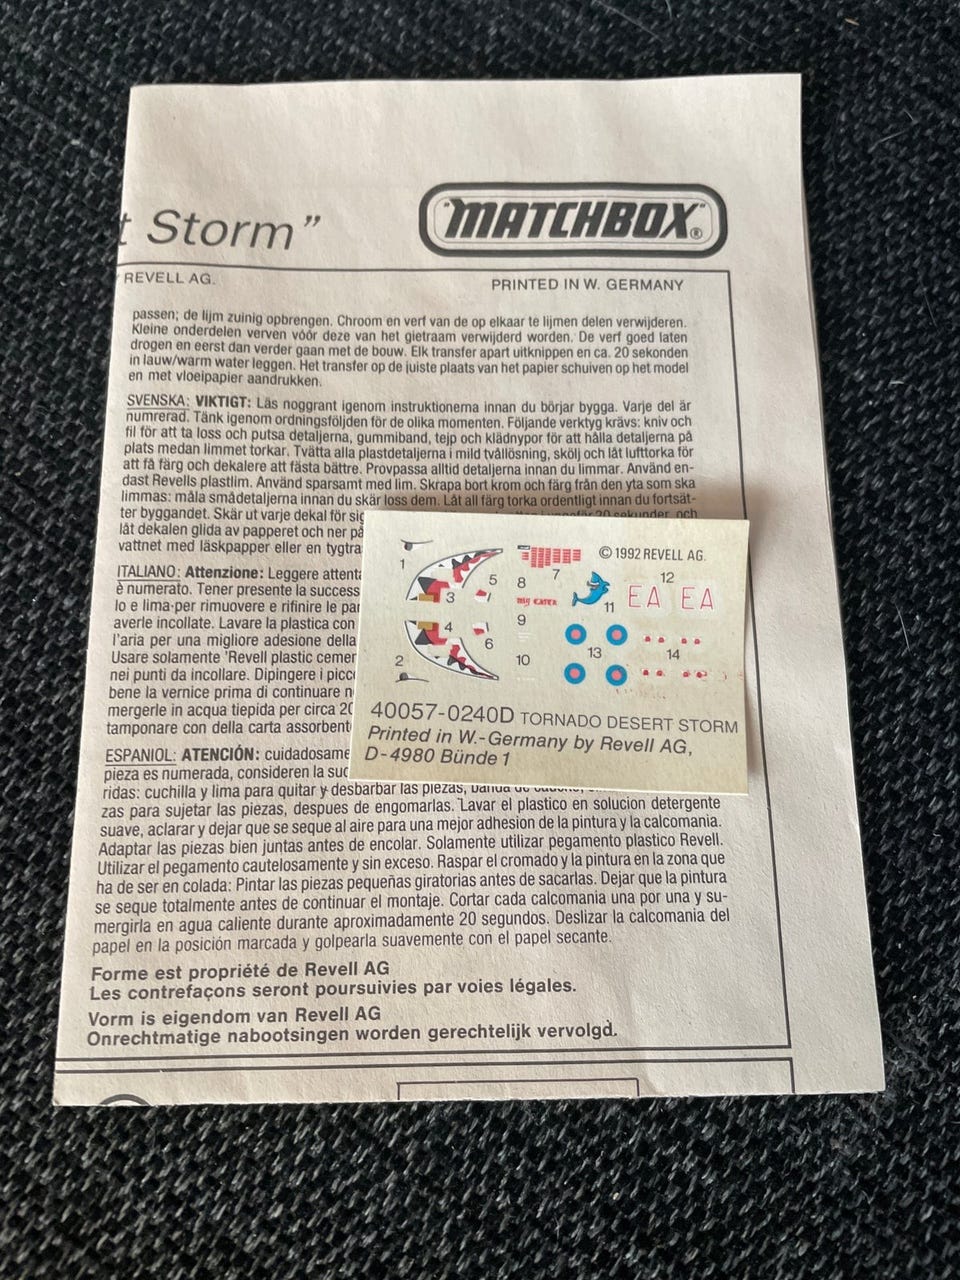 t Storm"
"MATCHBOX"®
REVELL AG.
PRINTED IN W. GERMANY
passen; de lijm zuinig opbrengen. Chroom en verf van de op elkaar te lijmen delen verwijderen.
Kleine onderdelen verven vóór deze van het gietraam verwijderd worden. De verf goed laten
drogen en eerst dan verder gaan met de bouw. Elk transfer apart uitknippen en ca. 20 sekonden
in lauw/warm water leggen. Het transfer op de juiste plaats van het papier schuiven op het model
en met vloeipapier aandrukken.
SVENSKA: VIKTIGT: Läs noggrant igenom instruktionerna innan du börjar bygga. Varje del är
numrerad. Tänk igenom ordningsföljden för de olika momenten. Följande verktyg krävs: kniv och
fil för att ta loss och putsa detaljerna, gummiband, tejp och klädnypor för att hålla detaljerna på
plats medan limmet torkar. Tvätta alla plastdetaljerna i mild tvållösning, skölj och låt lufttorka för
att få färg och dekalere att fästa bättre. Provpassa alltid detaljerna innan du limmar. Använd en-
dast Revells plastlim. Använd sparsamt med lim. Skrapa bort krom och färg från den yta som ska
limmas: måla smådetaljerna innan du skär loss dem. Låt all färg torka ordentligt innan du fortsät-
ter byggandet. Skär ut varje dekal för sig 20 sekunder, och
låt dekalen glida av papperet och ner på
vattnet med läskpapper eller en tygtra
ITALIANO: Attenzione: Leggere attenta
è numerato. Tener presente la success
lo e lima·per rimuovere e rifinire le par
averle incollate. Lavare la plastica con
l'aria per una migliore adesione della
Usare solamente 'Revell plastic cemer
nei punti da incollare. Dipingere i picc
bene la vernice prima di continuare n
mergerle in acqua tiepida per circa 20
tamponare con della carta assorbent
ESPANIOL: ATENCIÓN: cuidadosame
pieza es numerada, consideren la suc
ridas: cuchilla y lima para quitar y desbarbar las piezas, banda de
zas para sujetar las piezas, despues de engomarlas. Lavar el plastico en solucion detergente
suave, aclarar y dejar que se seque al aire para una mejor adhesion de la pintura y la calcomania.
Adaptar las piezas bien juntas antes de encolar. Solamente utilizar pegamento plastico Revell.
Utilizar el pegamento cautelosamente y sin exceso. Raspar el cromado y la pintura en la zona que
ha de ser en colada: Pintar las piezas pequeñas giratorias antes de sacarlas. Dejar que la pintura
se seque totalmente antes de continuar el montaje. Cortar cada calcomania una por una y su-
mergirla en agua caliente durante aproximadamente 20 segundos. Deslizar la calcomania del
papel en la posición marcada y golpearla suavemente con el papel secante.
Forme est propriété de Revell AG
Les contrefaçons seront poursuivies par voies légales.
Vorm is eigendom van Revell AG
Onrechtmatige nabootsingen worden gerechtelijk vervolgd.
© 1992 REVELL AG.
1 3 5 8 7 11 12
EA EA
2 4 6 9 10 13 14
40057-0240D TORNADO DESERT STORM
Printed in W.-Germany by Revell AG,
D-4980 Bünde 1